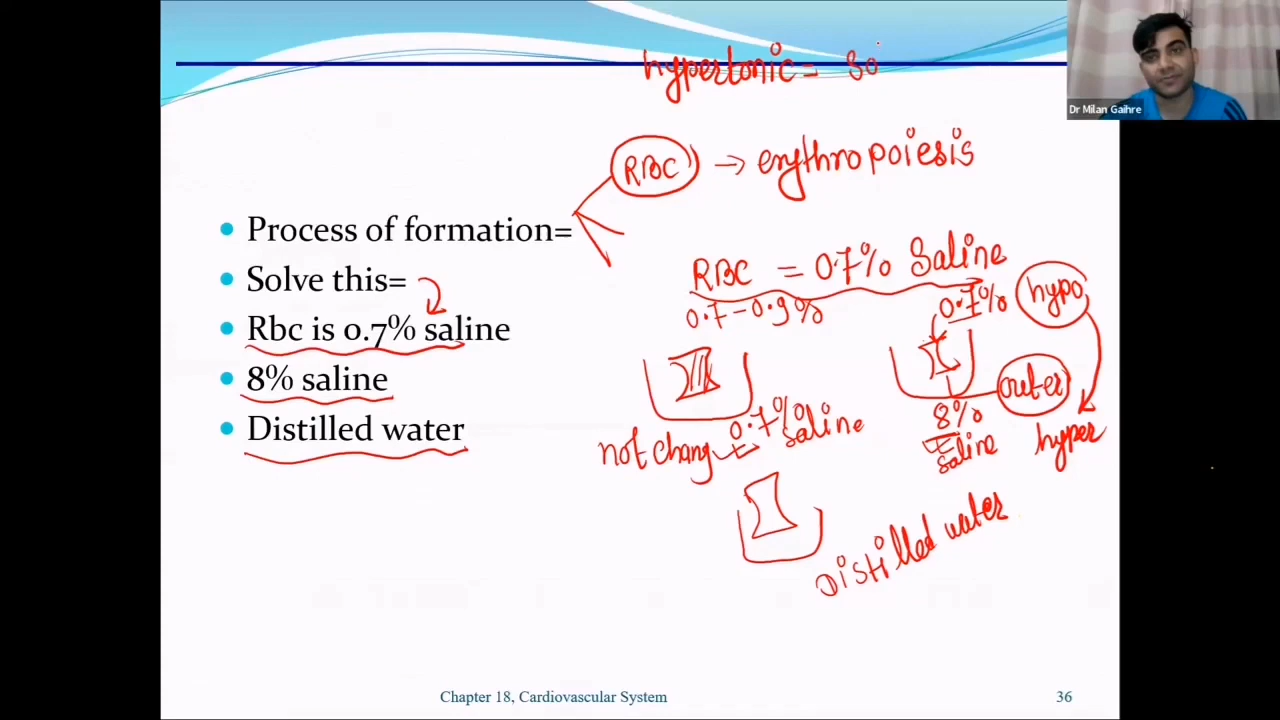 hypertonic = so
Dr Milan Gaihre
RBC → erythropoiesis
• Process of formation=
• Solve this=
• Rbc is 0.7% saline
• 8% saline
• Distilled water
RBC = 0.7% Saline
0.7-0.9%
0.7%
hypo
outer
0.7%
saline
not chang
8%
saline
hyper
Distilled water
Chapter 18, Cardiovascular System
36